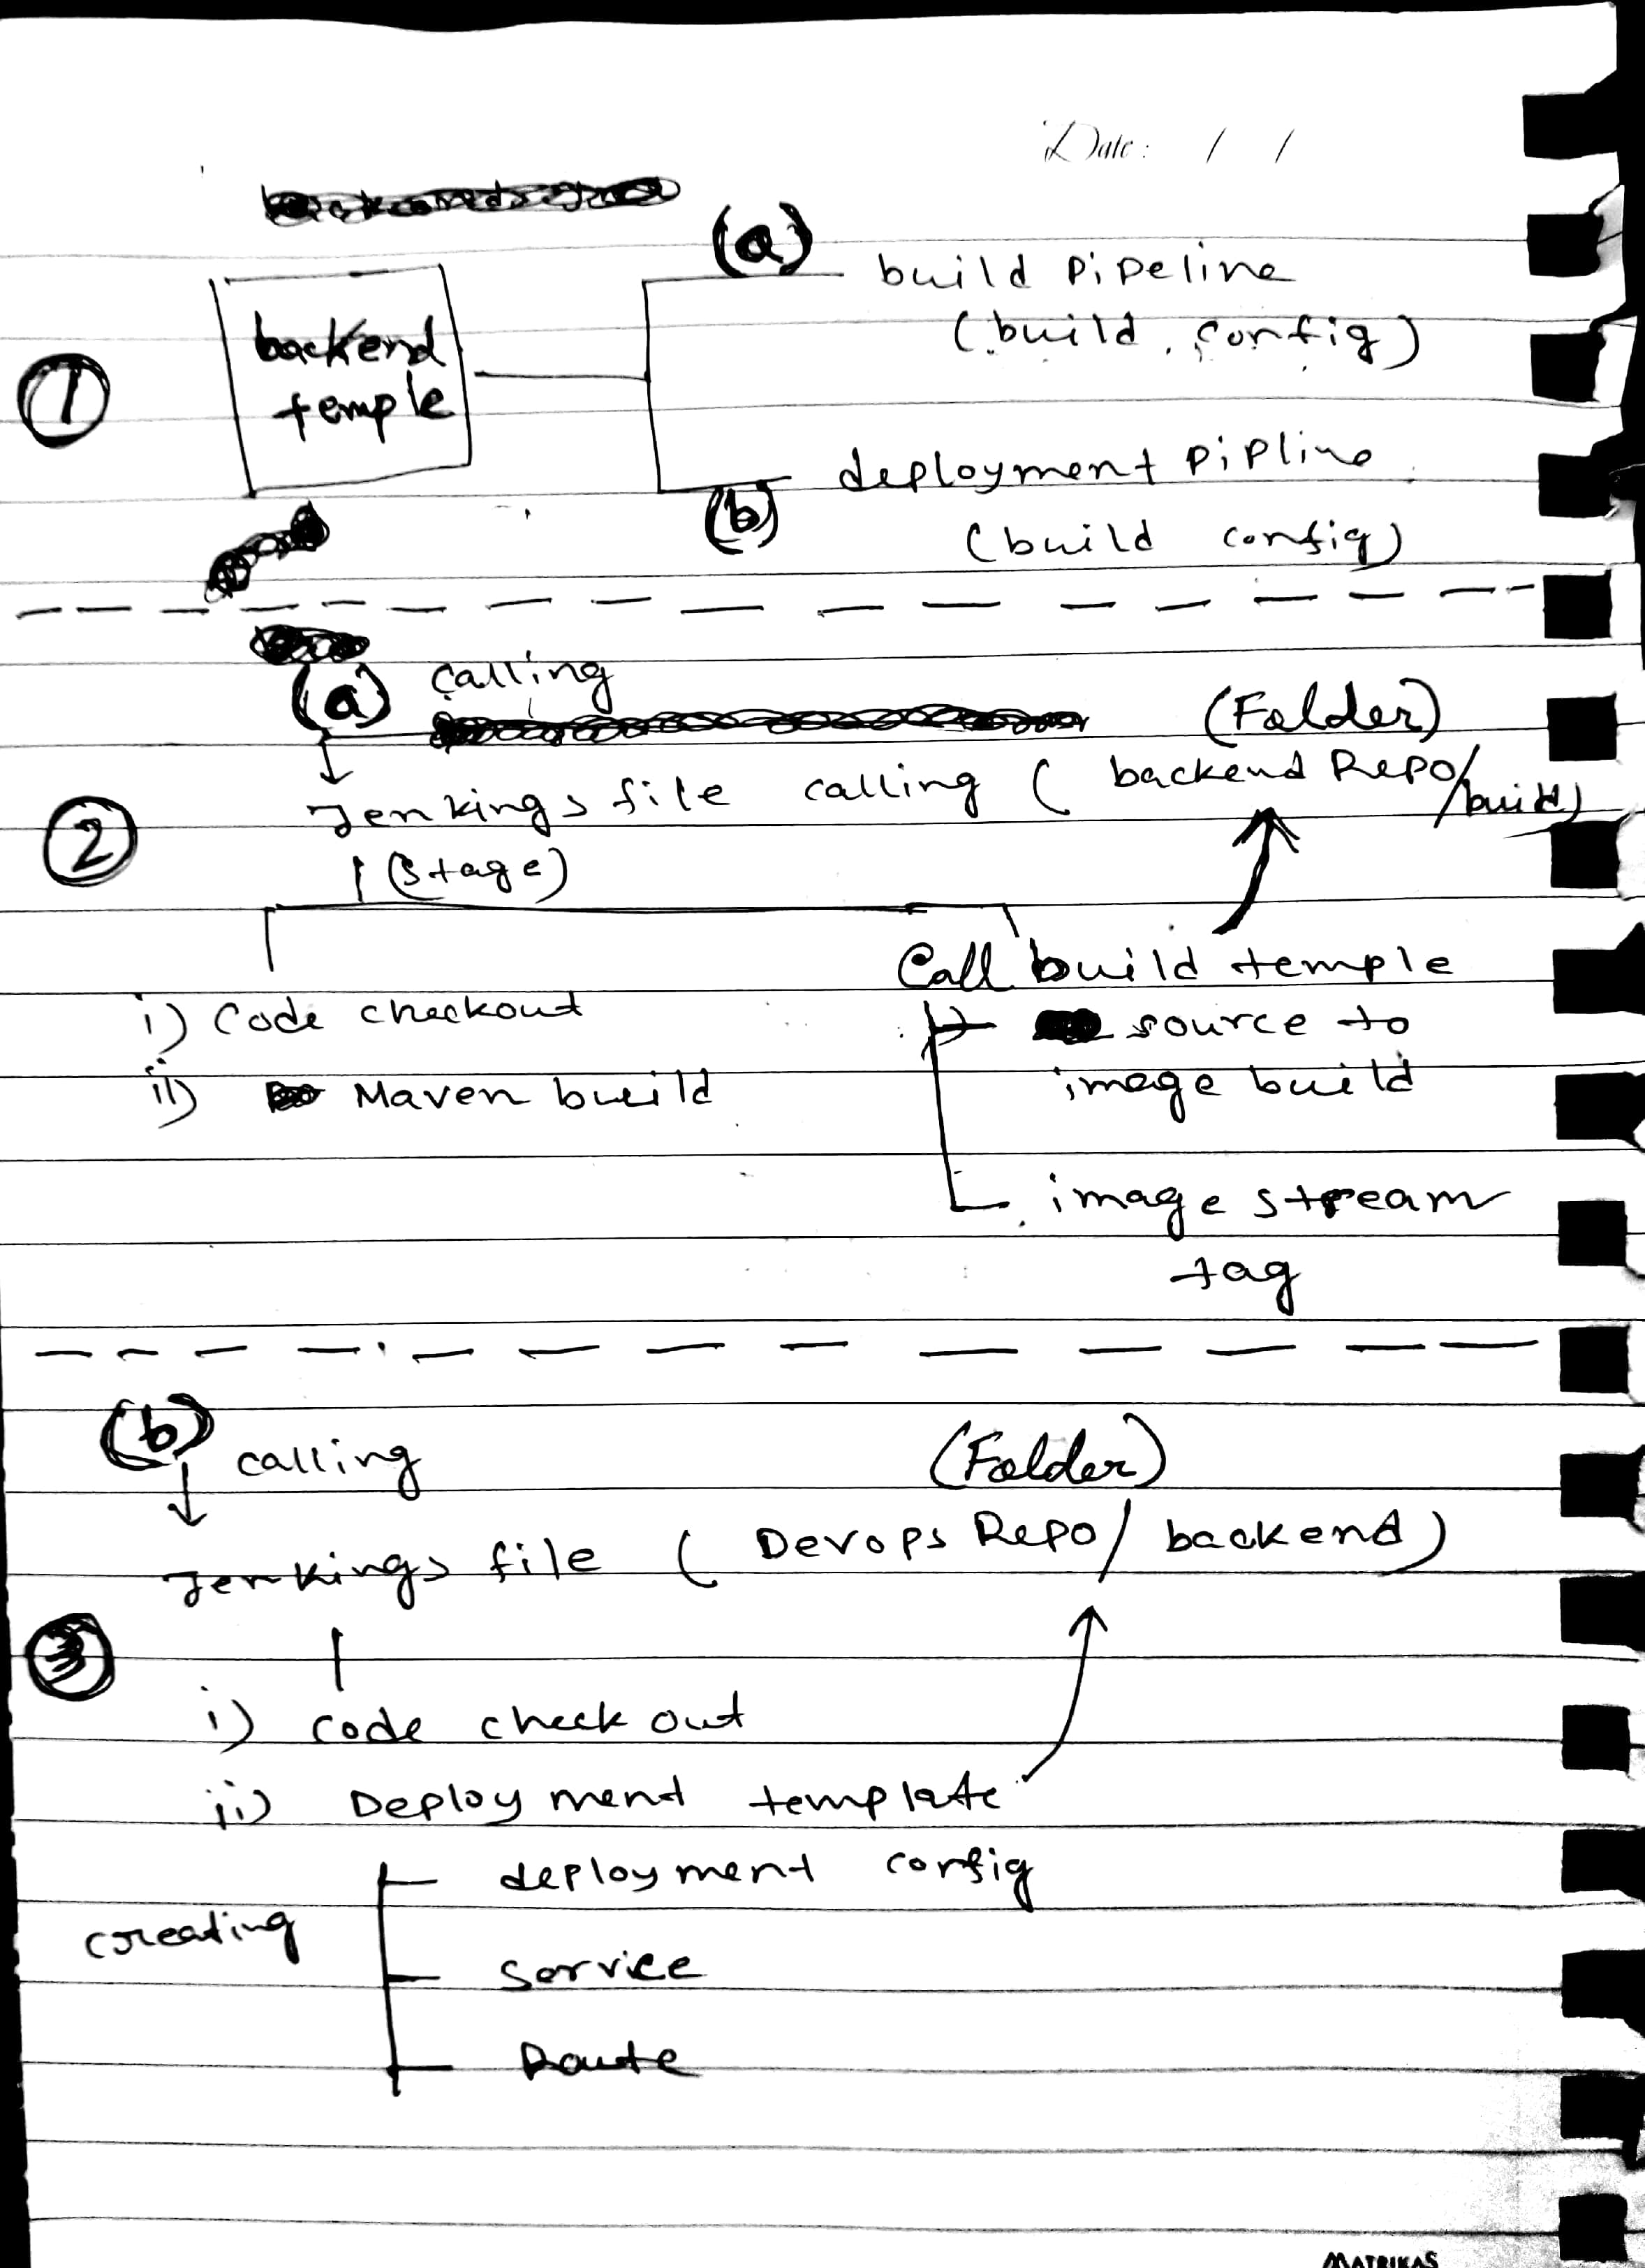 Date: / /
(a)
build Pipeline
(build config)
1
backend
temple
deployment Pipline
(b)
(build config)
(a) calling
(Folder)
Jenkings file calling ( backend Repo/
/build)
2
(Stage)
Call build temple
i) Code checkout
source to
image build
ii) Maven build
image stream
tag
(b) calling
(Folder)
Jenkings file ( Devops Repo/ backend)
3
i) code check out
ii) Deployment template
deployment config
creating
Service
Route
MATRIKAS